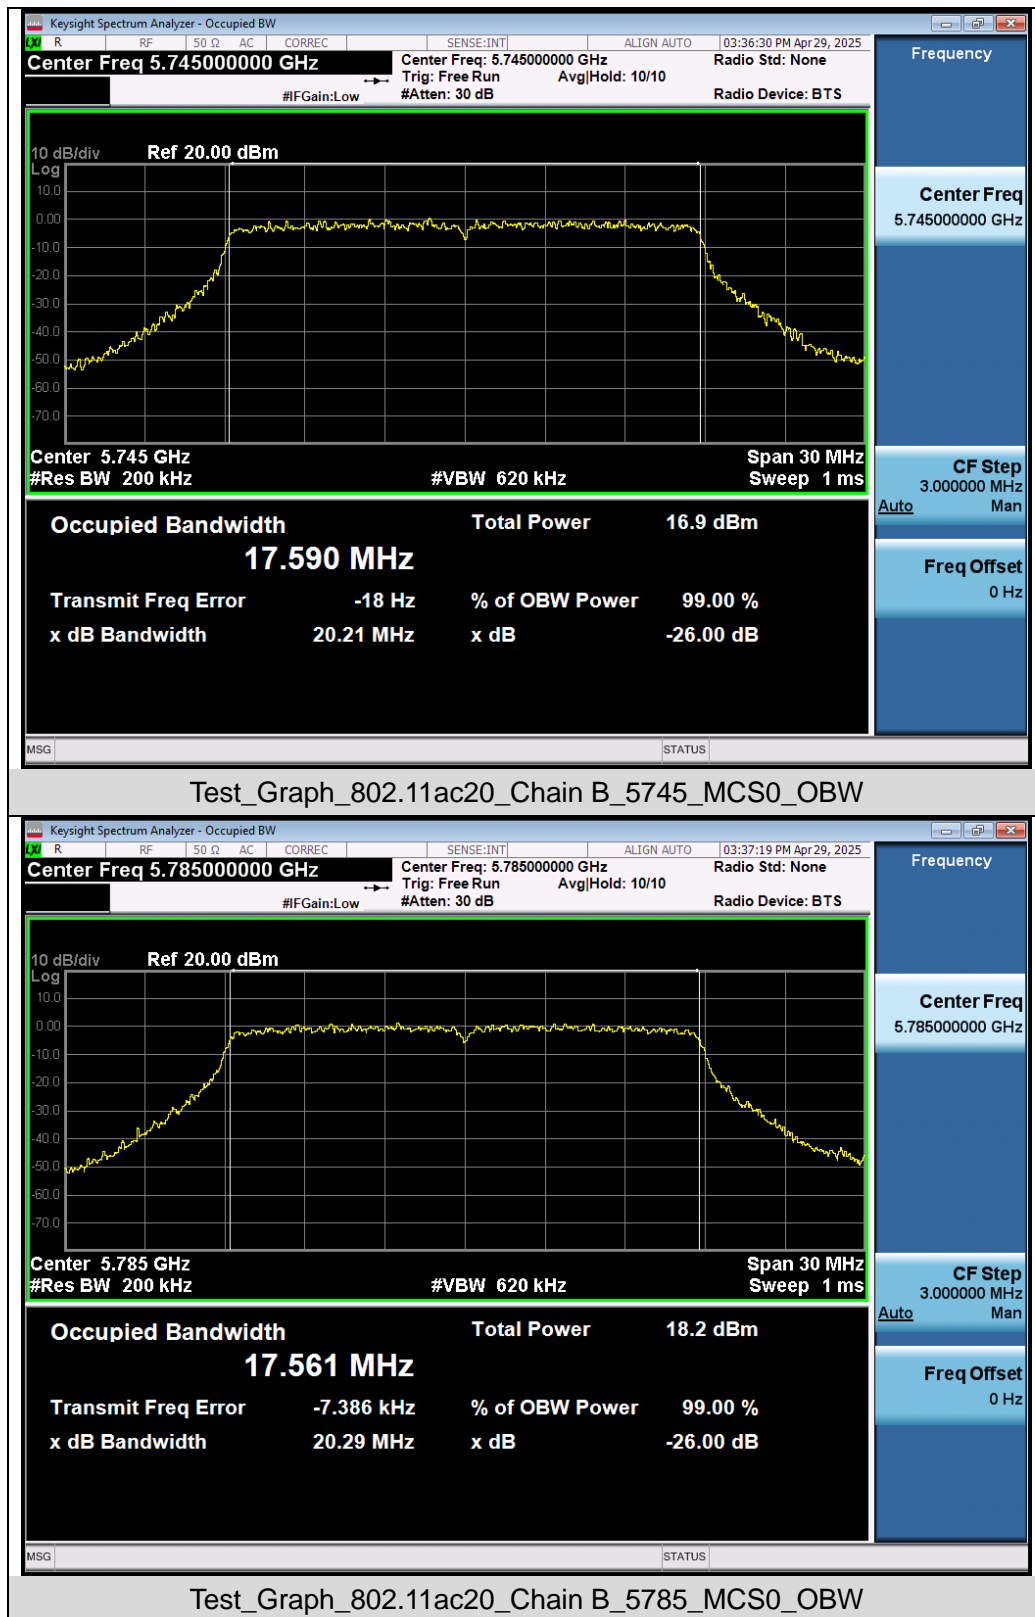 Keysight Spectrum Analyzer - Occupied BW
LXI R RF 50 Ω AC CORREC SENSE:INT ALIGN AUTO 03:36:30 PM Apr 29, 2025
Center Freq 5.745000000 GHz
Center Freq: 5.745000000 GHz
Radio Std: None
Trig: Free Run Avg|Hold: 10/10
#IFGain:Low
#Atten: 30 dB
Radio Device: BTS
Frequency
10 dB/div Ref 20.00 dBm
Log
10.0
0.00
-10.0
-20.0
-30.0
-40.0
-50.0
-60.0
-70.0
Center Freq
5.745000000 GHz
Center 5.745 GHz Span 30 MHz
#Res BW 200 kHz #VBW 620 kHz Sweep 1 ms
CF Step
3.000000 MHz
Auto Man
Occupied Bandwidth Total Power 16.9 dBm
17.590 MHz
Freq Offset
0 Hz
Transmit Freq Error -18 Hz % of OBW Power 99.00 %
x dB Bandwidth 20.21 MHz x dB -26.00 dB
MSG STATUS
Test_Graph_802.11ac20_Chain B_5745_MCS0_OBW
Keysight Spectrum Analyzer - Occupied BW
LXI R RF 50 Ω AC CORREC SENSE:INT ALIGN AUTO 03:37:19 PM Apr 29, 2025
Center Freq 5.785000000 GHz
Center Freq: 5.785000000 GHz
Radio Std: None
Trig: Free Run Avg|Hold: 10/10
#IFGain:Low
#Atten: 30 dB
Radio Device: BTS
Frequency
10 dB/div Ref 20.00 dBm
Log
10.0
0.00
-10.0
-20.0
-30.0
-40.0
-50.0
-60.0
-70.0
Center Freq
5.785000000 GHz
Center 5.785 GHz Span 30 MHz
#Res BW 200 kHz #VBW 620 kHz Sweep 1 ms
CF Step
3.000000 MHz
Auto Man
Occupied Bandwidth Total Power 18.2 dBm
17.561 MHz
Freq Offset
0 Hz
Transmit Freq Error -7.386 kHz % of OBW Power 99.00 %
x dB Bandwidth 20.29 MHz x dB -26.00 dB
MSG STATUS
Test_Graph_802.11ac20_Chain B_5785_MCS0_OBW